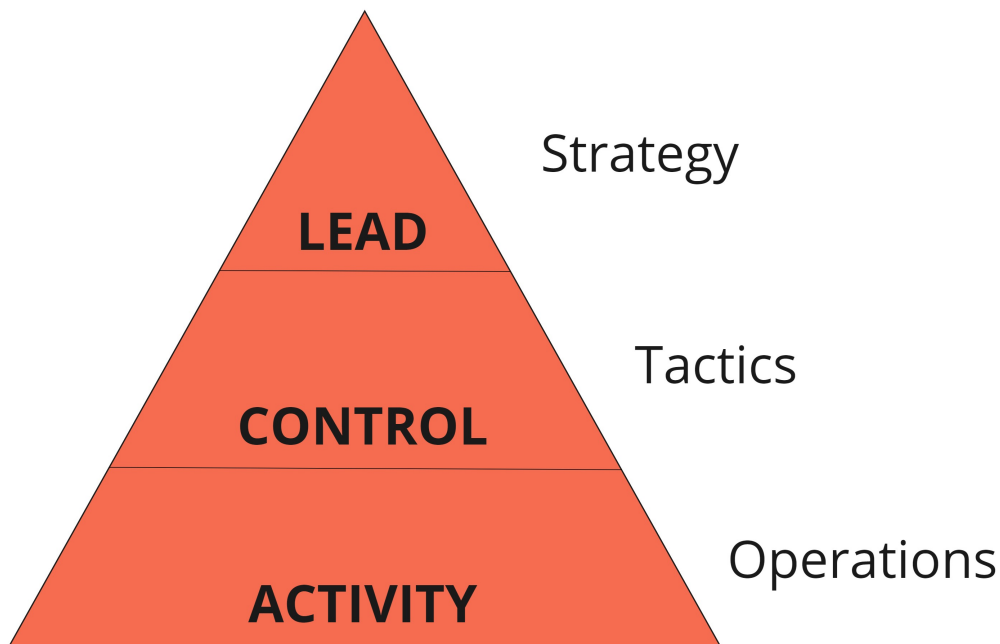 Strategy
LEAD
Tactics
CONTROL
Operations
ACTIVITY